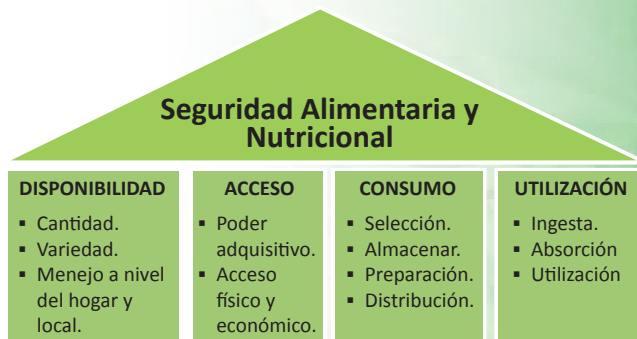 Seguridad Alimentaria y
Nutricional
DISPONIBILIDAD
▪ Cantidad.
▪ Variedad.
▪ Menejo a nivel
del hogar y
local.
ACCESO
▪ Poder
adquisitivo.
▪ Acceso
físico y
económico.
CONSUMO
▪ Selección.
▪ Almacenar.
▪ Preparación.
▪ Distribución.
UTILIZACIÓN
▪ Ingesta.
▪ Absorción
▪ Utilización